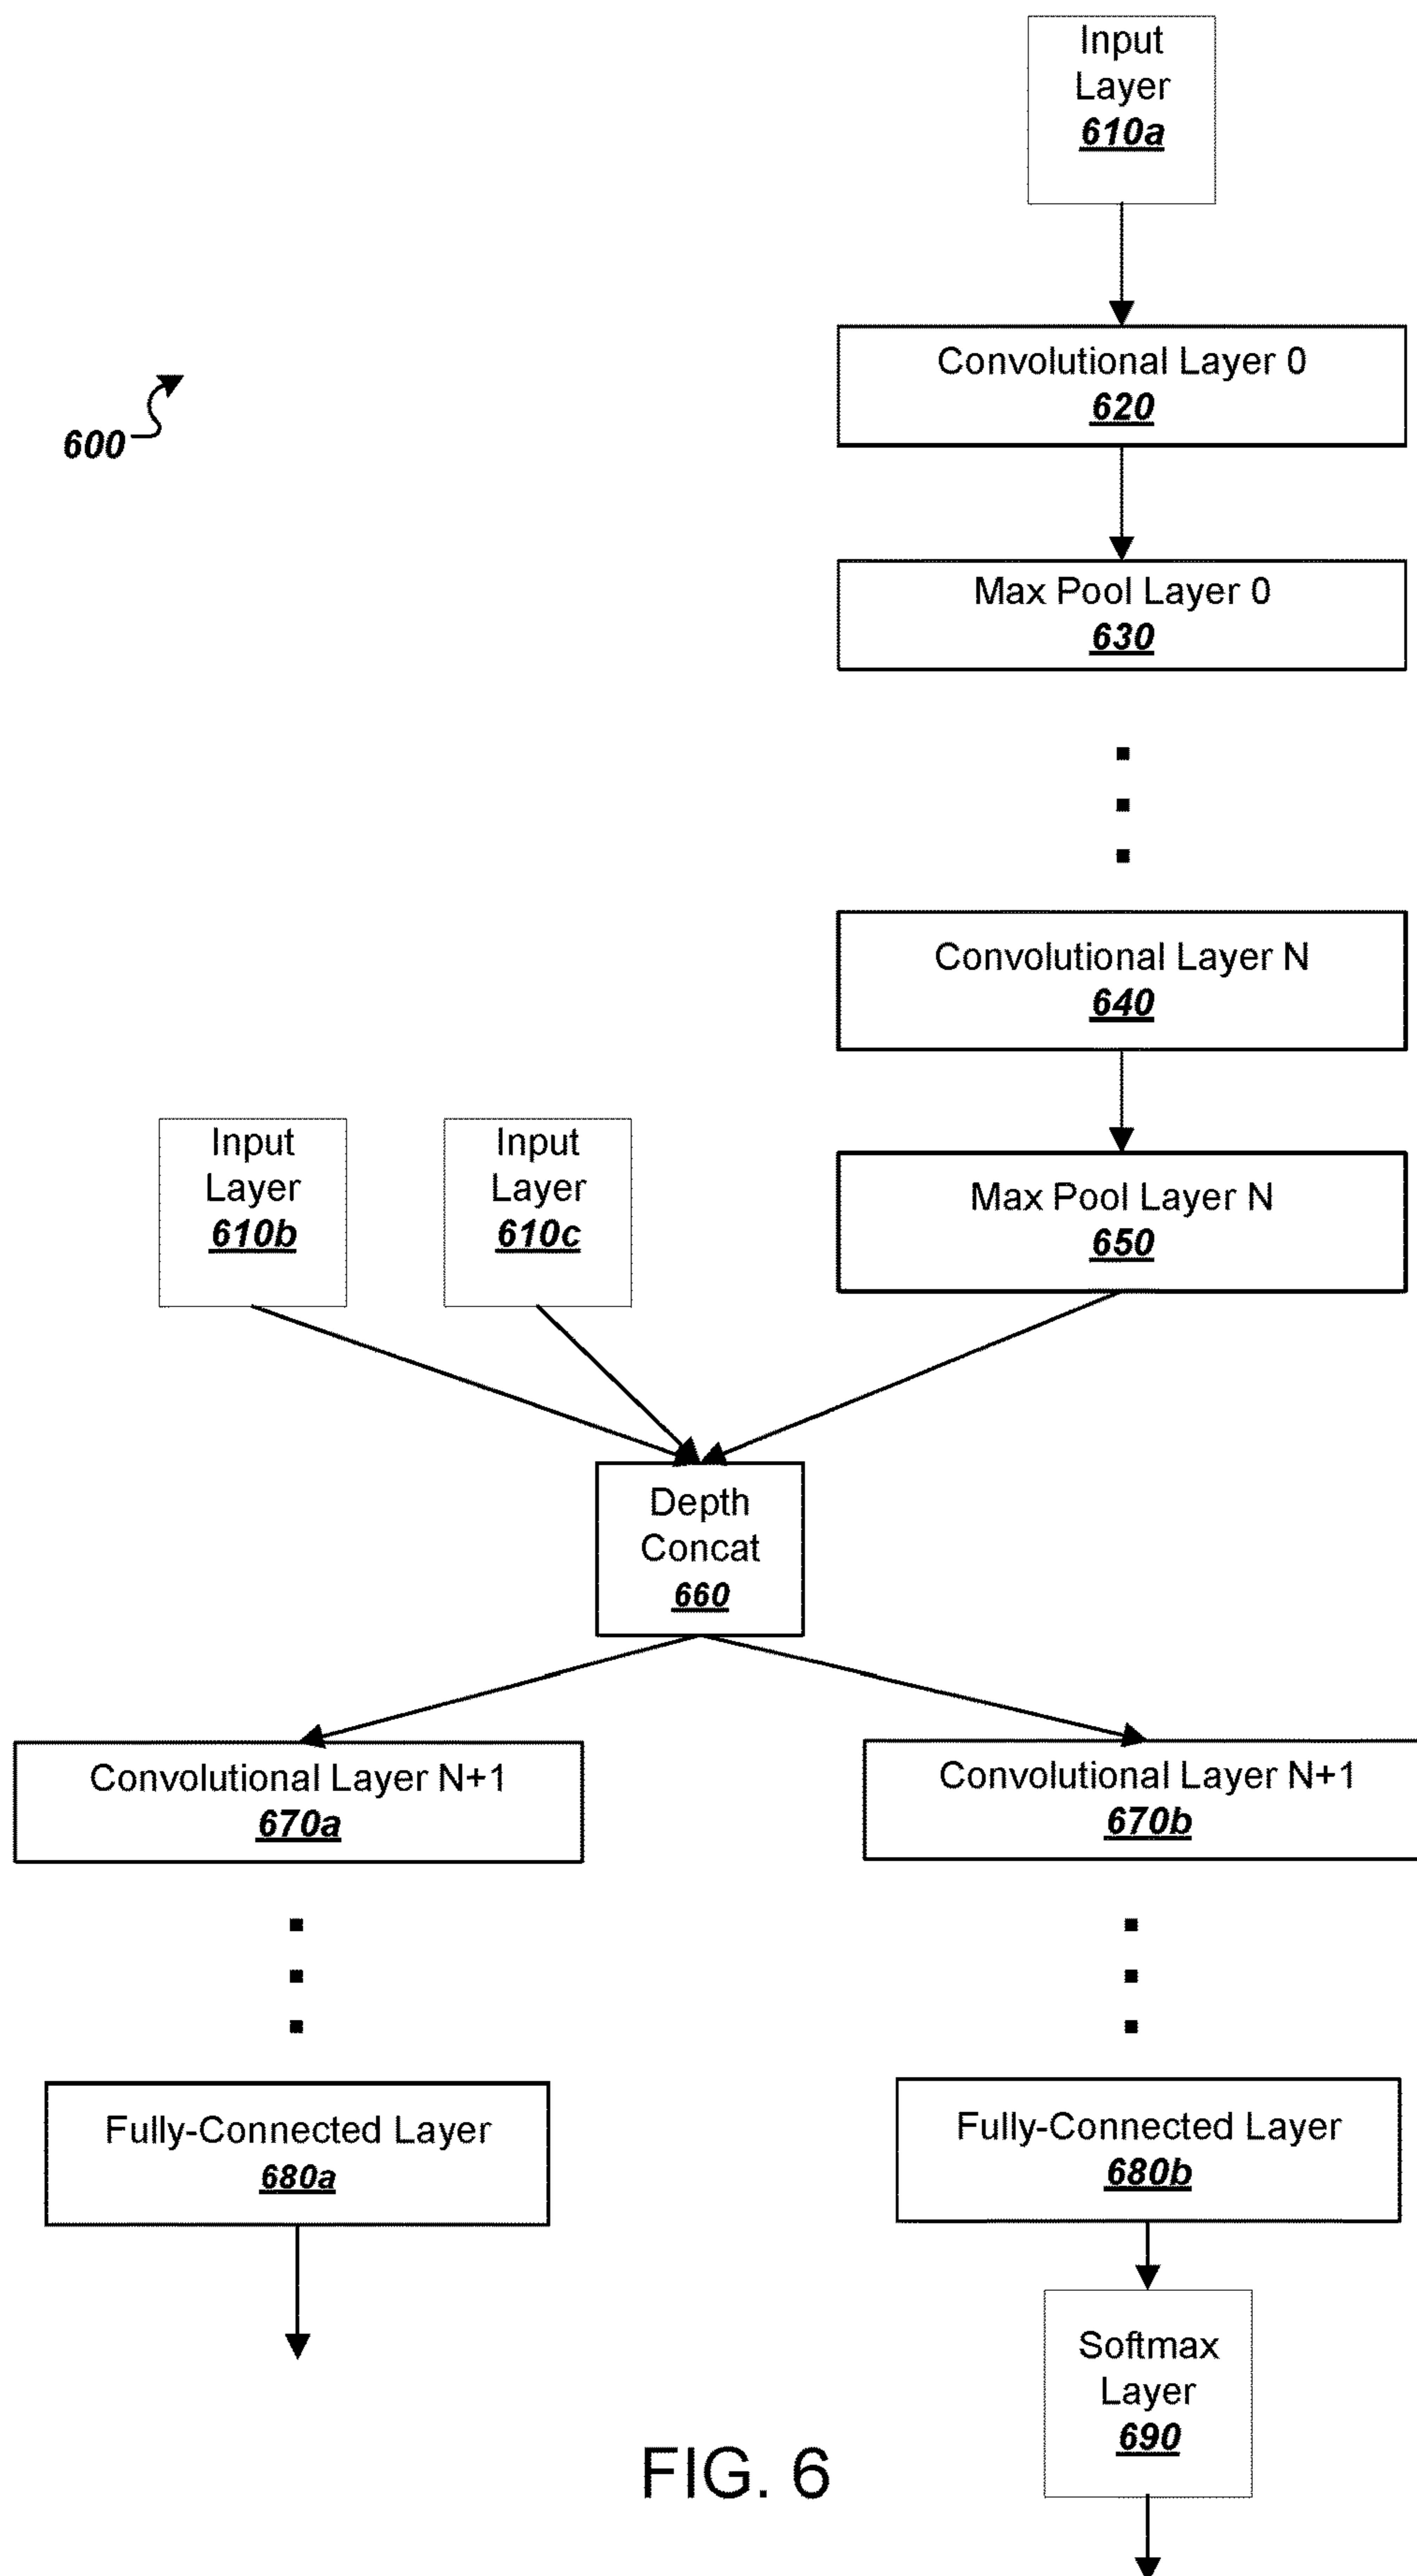 Input
Layer
610a
Convolutional Layer 0
620
600
Max Pool Layer 0
630
Convolutional Layer N
640
Input
Layer
610b
Input
Layer
610c
Max Pool Layer N
650
Depth
Concat
660
Convolutional Layer N+1
670a
Convolutional Layer N+1
670b
Fully-Connected Layer
680a
Fully-Connected Layer
680b
Softmax
Layer
690
FIG. 6